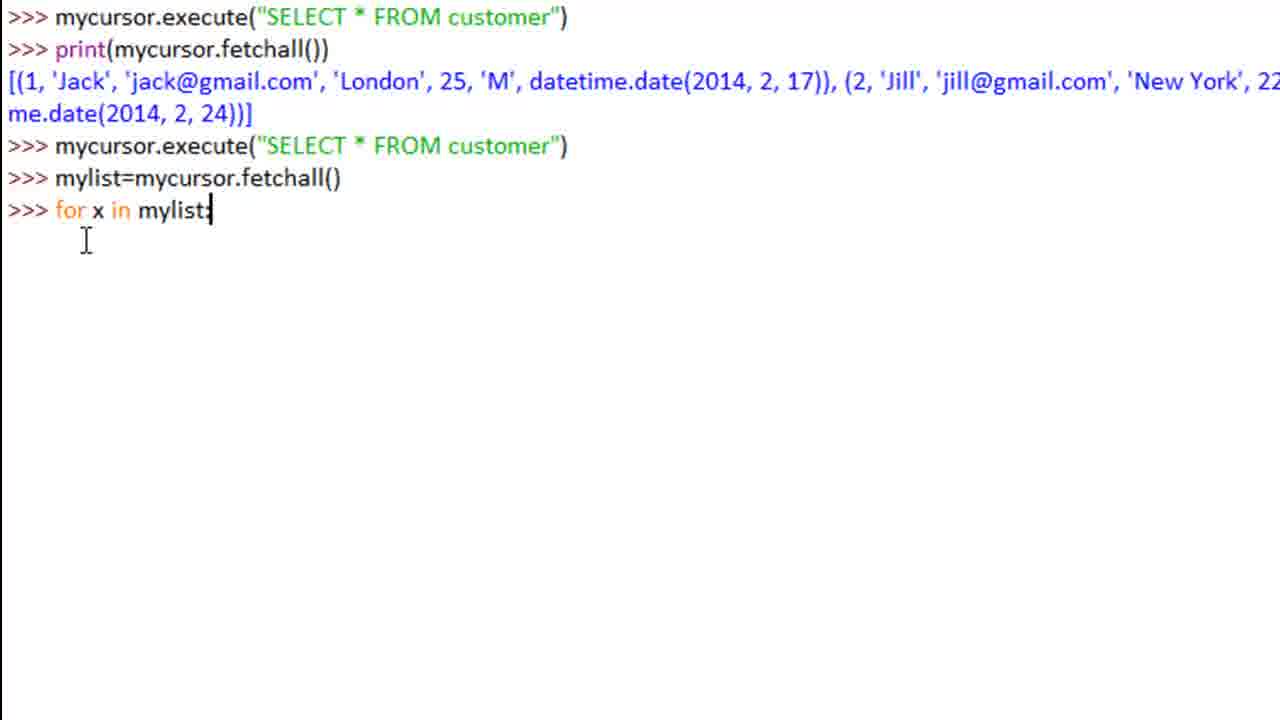 >>> mycursor.execute("SELECT * FROM customer")
>>> print(mycursor.fetchall())
[(1, 'Jack', 'jack@gmail.com', 'London', 25, 'M', datetime.date(2014, 2, 17)), (2, 'Jill', 'jill@gmail.com', 'New York', 22
me.date(2014, 2, 24))]
>>> mycursor.execute("SELECT * FROM customer")
>>> mylist=mycursor.fetchall()
>>> for x in mylist: